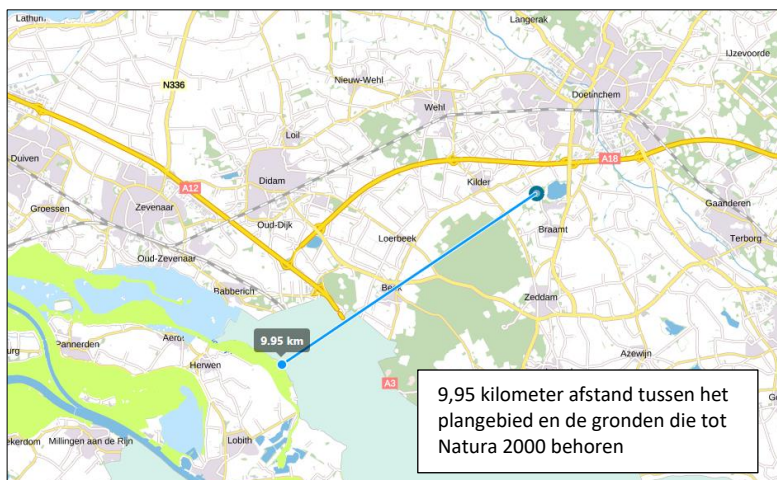 Lathum
Langerak
IJzevoorde
Nieuw-Wehl
Doetinchem
N336
Wehl
Loil
Duiven
A18
Didam
Kilder
A12
Groessen
Zevenaar
Gaanderen
Oud-Dijk
Loerbeek
Braamt
Terborg
Oud-Zevenaar
Babberich
Beek
Zeddam
9.95 km
Pannerden
Aerdt
Herwen
Azewijn
A3
Lobith
Millingen aan de Rijn
9,95 kilometer afstand tussen het
plangebied en de gronden die tot
Natura 2000 behoren